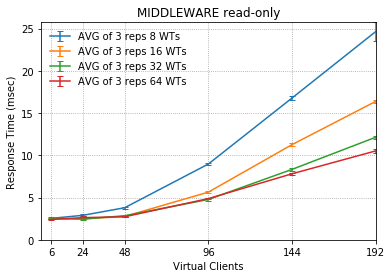 MIDDLEWARE read-only
AVG of 3 reps 8 WTs
AVG of 3 reps 16 WTs
AVG of 3 reps 32 WTs
AVG of 3 reps 64 WTs
Response Time (msec)
25
20
15
10
5
0
6 24 48 96 144 192
Virtual Clients